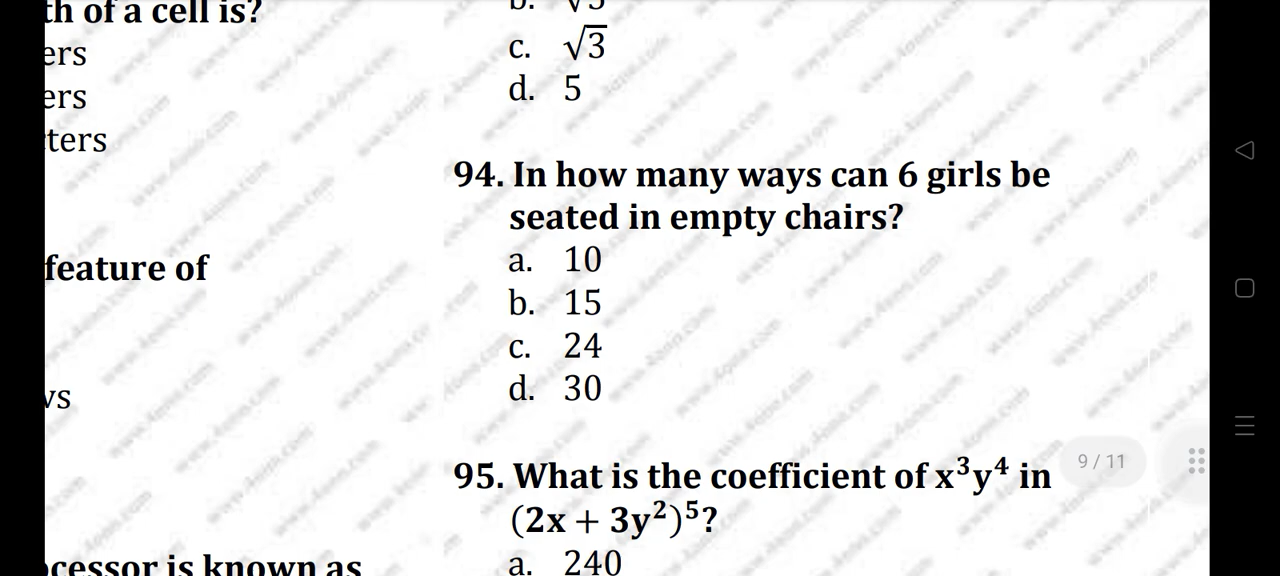 th of a cell is?
ers
ers
ters
feature of
vs
ocessor is known as
b. √5
c. √3
d. 5
94. In how many ways can 6 girls be
seated in empty chairs?
a. 10
b. 15
c. 24
d. 30
95. What is the coefficient of x³y⁴ in
(2x + 3y²)⁵?
a. 240
9 / 11